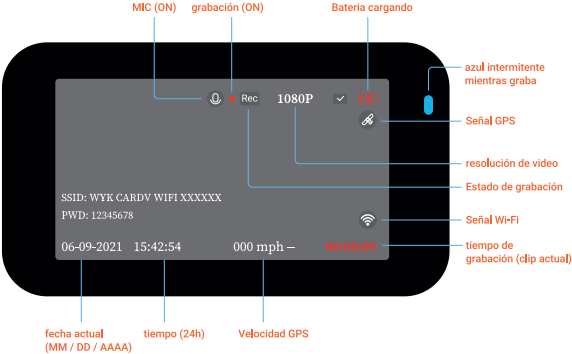 MIC (ON) grabación (ON) Bateria cargando
azul intermitente
mientras graba
Rec 1080P
Señal GPS
resolución de video
Estado de grabación
SSID: WYK CARDV WIFI XXXXXX
PWD: 12345678
Señal Wi-Fi
06-09-2021 15:42:54 000 mph – 00:00:09
tiempo de
grabación (clip actual)
fecha actual
(MM / DD / AAAA)
tiempo (24h) Velocidad GPS